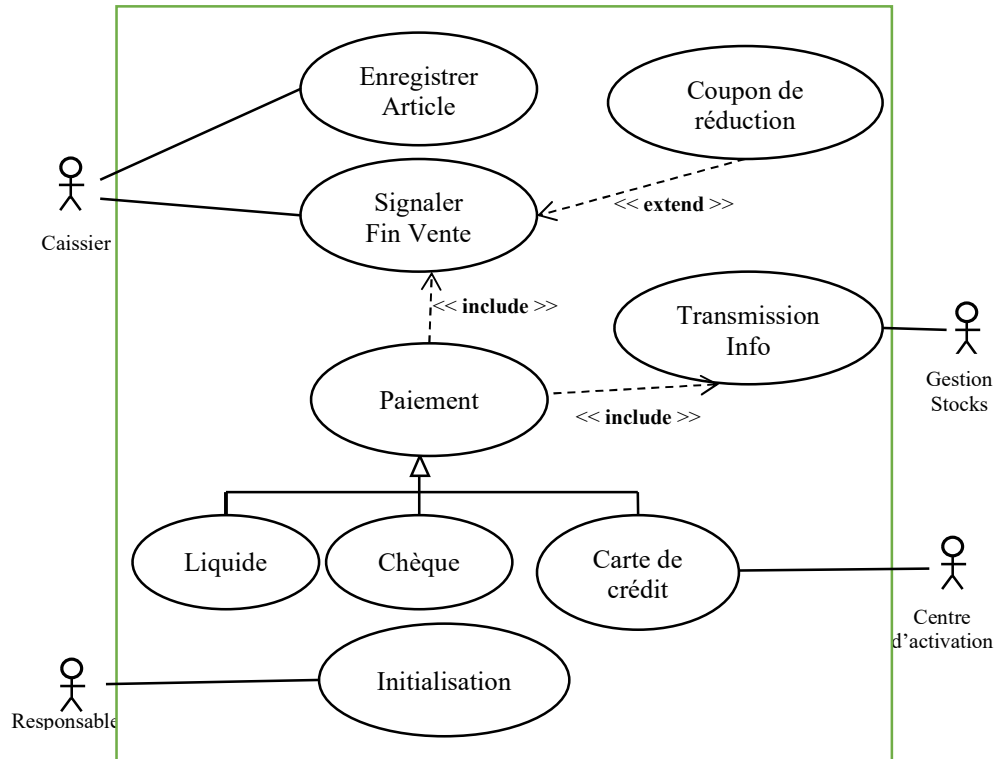 Enregistrer
Article
Coupon de
réduction
Signaler
Fin Vente
<< extend >>
Caissier
<< include >>
Transmission
Info
Gestion
Stocks
Paiement
<< include >>
Liquide
Chèque
Carte de
crédit
Centre
d’activation
Initialisation
Responsable